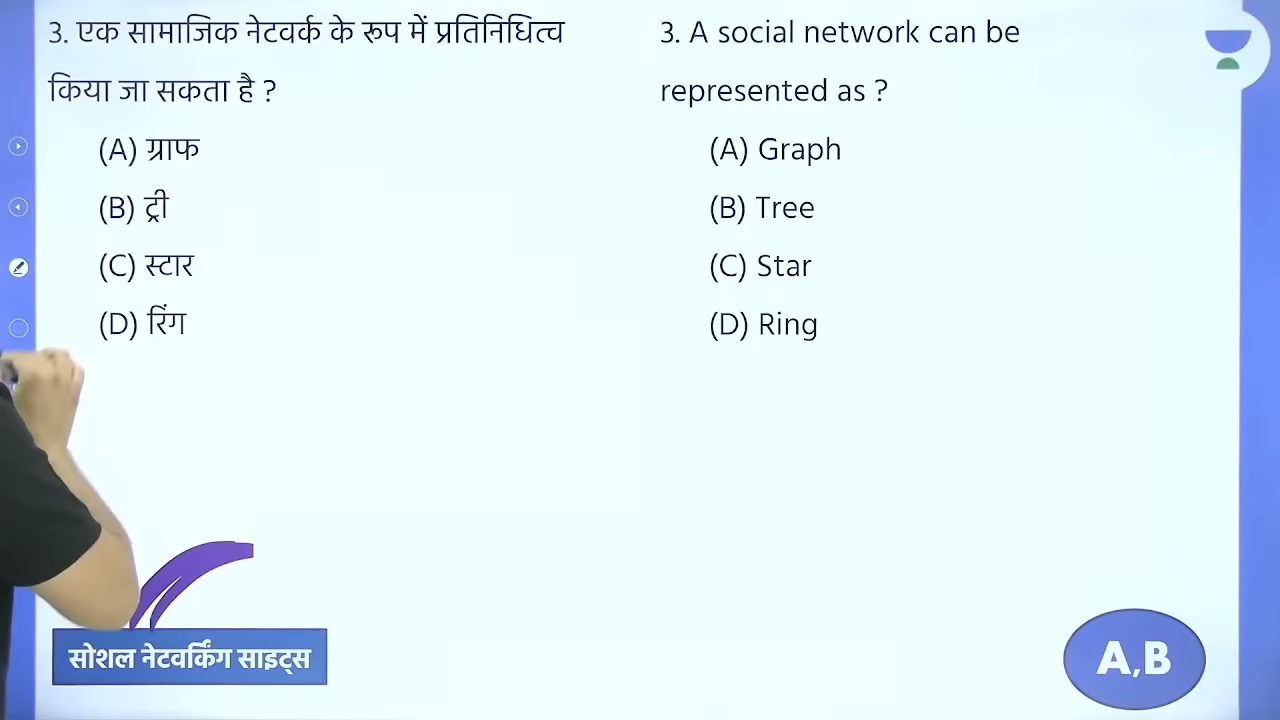 3. एक सामाजिक नेटवर्क के रूप में प्रतिनिधित्व
किया जा सकता है ?
(A) ग्राफ
(B) ट्री
(C) स्टार
(D) रिंग
3. A social network can be
represented as ?
(A) Graph
(B) Tree
(C) Star
(D) Ring
सोशल नेटवर्किंग साइट्स
A,B